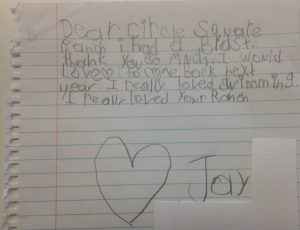 Dear Circle Square
Ranch i had a Blast.
thank you so much. I would
Love to come back next
year I really loved swimming.
I really loved Your Ranch
Jay